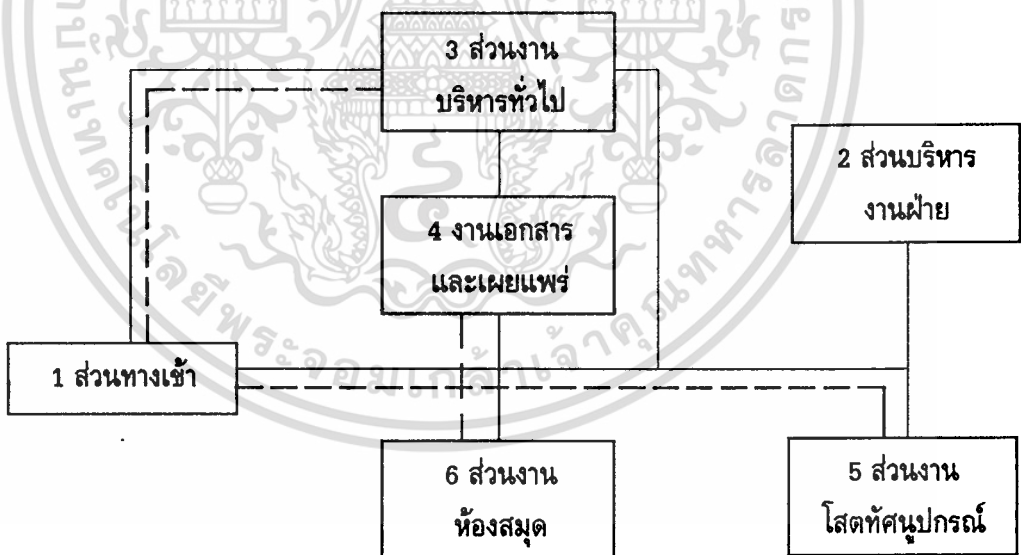 3 ส่วนงาน
บริหารทั่วไป
2 ส่วนบริหาร
งานฝ่าย
4 งานเอกสาร
และเผยแพร่
1 ส่วนทางเข้า
6 ส่วนงาน
ห้องสมุด
5 ส่วนงาน
โสตทัศนูปกรณ์